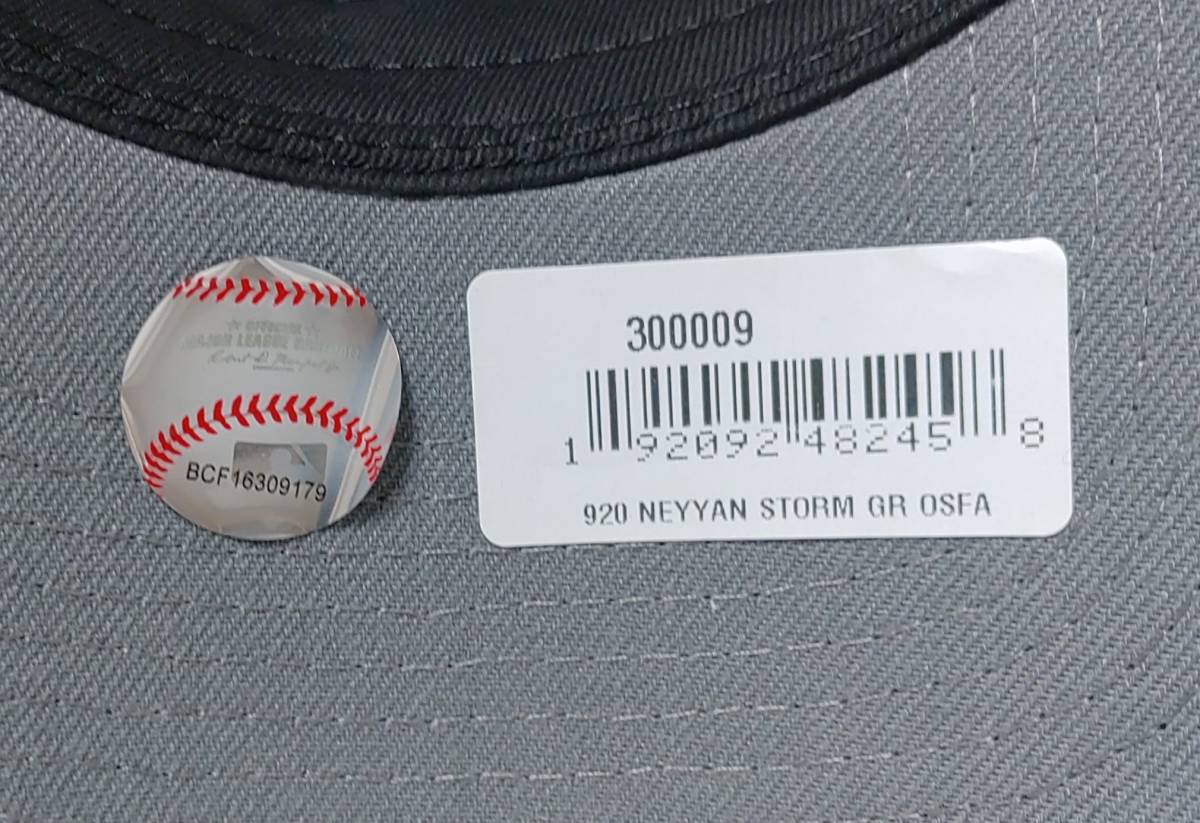 OFFICIAL
MAJOR LEAGUE BASEBALL
BCF16309179
300009
1 92092 48245 8
920 NEYYAN STORM GR OSFA